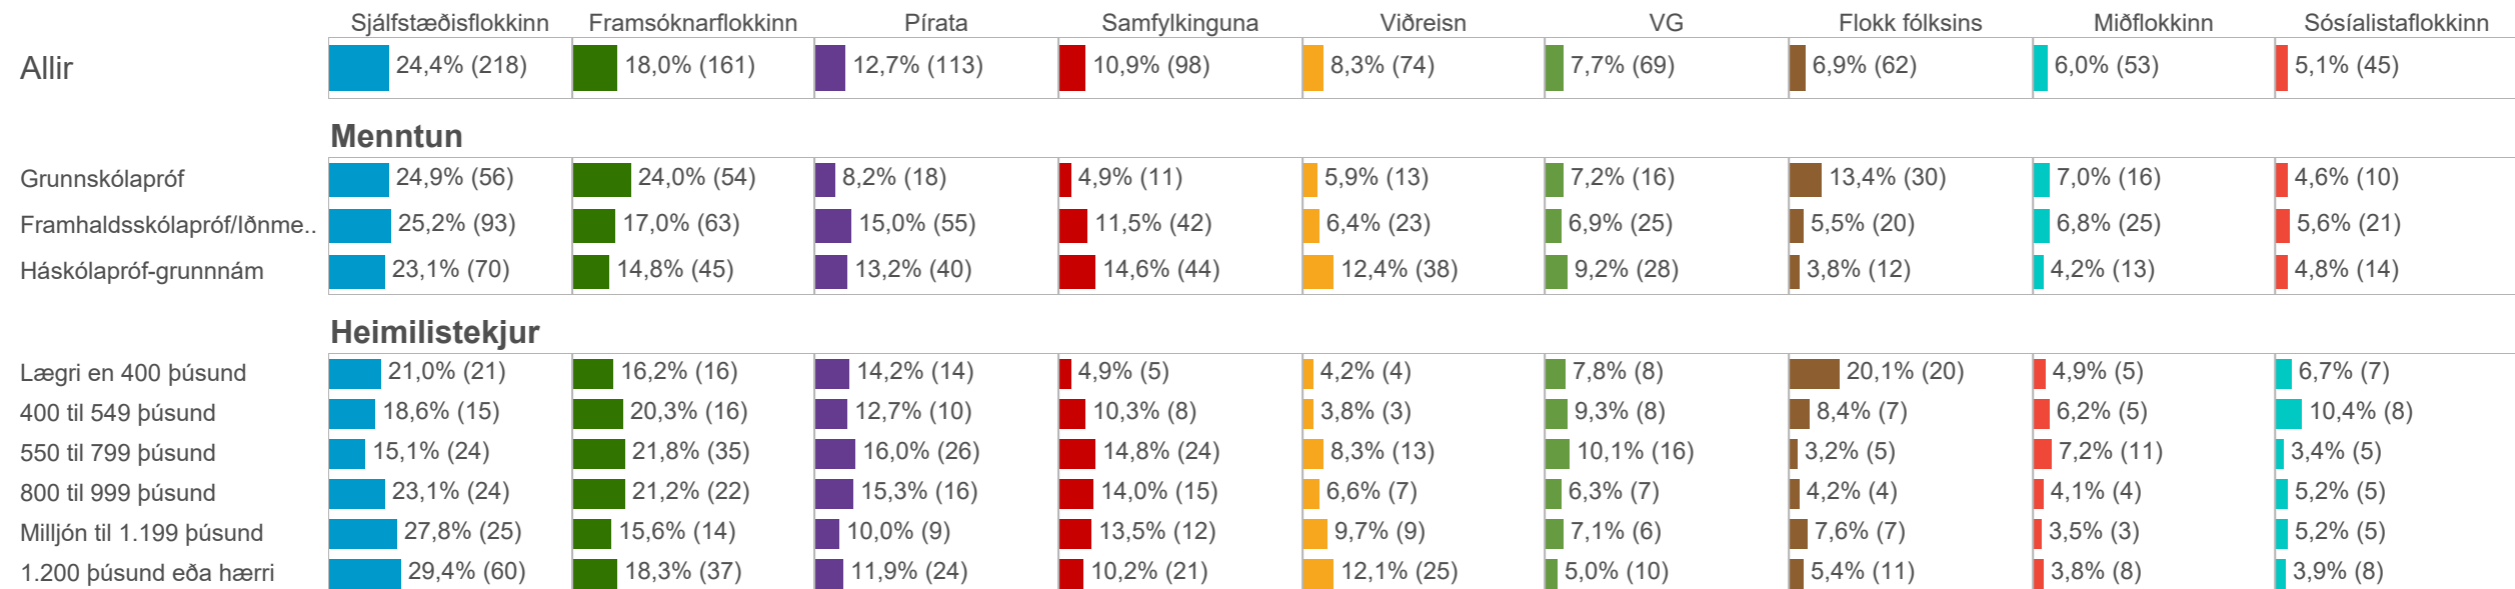 Sjálfstæðisflokkinn Framsóknarflokkinn Pírata Samfylkinguna Viðreisn VG Flokk fólksins Miðflokkinn Sósíalistaflokkinn
Allir 24,4% (218) 18,0% (161) 12,7% (113) 10,9% (98) 8,3% (74) 7,7% (69) 6,9% (62) 6,0% (53) 5,1% (45)
Menntun
Grunnskólapróf 24,9% (56) 24,0% (54) 8,2% (18) 4,9% (11) 5,9% (13) 7,2% (16) 13,4% (30) 7,0% (16) 4,6% (10)
Framhaldsskólapróf/Iðnme.. 25,2% (93) 17,0% (63) 15,0% (55) 11,5% (42) 6,4% (23) 6,9% (25) 5,5% (20) 6,8% (25) 5,6% (21)
Háskólapróf-grunnnám 23,1% (70) 14,8% (45) 13,2% (40) 14,6% (44) 12,4% (38) 9,2% (28) 3,8% (12) 4,2% (13) 4,8% (14)
Heimilistekjur
Lægri en 400 þúsund 21,0% (21) 16,2% (16) 14,2% (14) 4,9% (5) 4,2% (4) 7,8% (8) 20,1% (20) 4,9% (5) 6,7% (7)
400 til 549 þúsund 18,6% (15) 20,3% (16) 12,7% (10) 10,3% (8) 3,8% (3) 9,3% (8) 8,4% (7) 6,2% (5) 10,4% (8)
550 til 799 þúsund 15,1% (24) 21,8% (35) 16,0% (26) 14,8% (24) 8,3% (13) 10,1% (16) 3,2% (5) 7,2% (11) 3,4% (5)
800 til 999 þúsund 23,1% (24) 21,2% (22) 15,3% (16) 14,0% (15) 6,6% (7) 6,3% (7) 4,2% (4) 4,1% (4) 5,2% (5)
Milljón til 1.199 þúsund 27,8% (25) 15,6% (14) 10,0% (9) 13,5% (12) 9,7% (9) 7,1% (6) 7,6% (7) 3,5% (3) 5,2% (5)
1.200 þúsund eða hærri 29,4% (60) 18,3% (37) 11,9% (24) 10,2% (21) 12,1% (25) 5,0% (10) 5,4% (11) 3,8% (8) 3,9% (8)